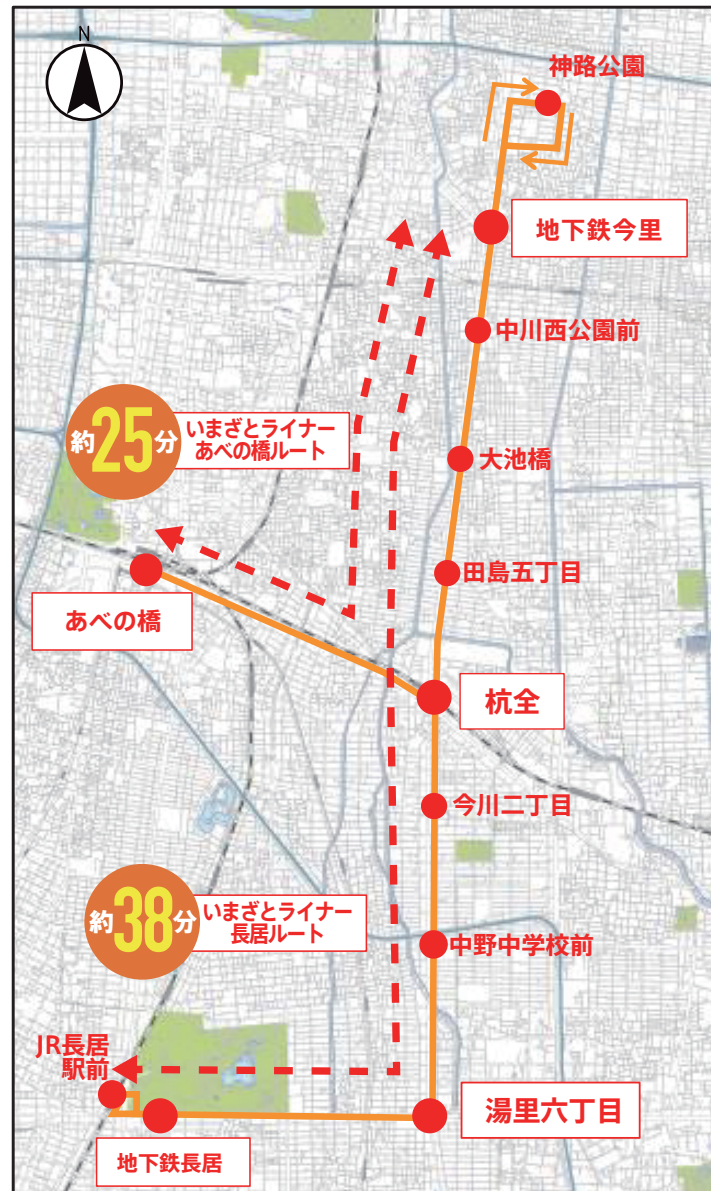 N
神路公園
地下鉄今里
中川西公園前
約25分
いまざとライナー
あべの橋ルート
大池橋
田島五丁目
あべの橋
杭全
今川二丁目
約38分
いまざとライナー
長居ルート
中野中学校前
JR長居
駅前
湯里六丁目
地下鉄長居